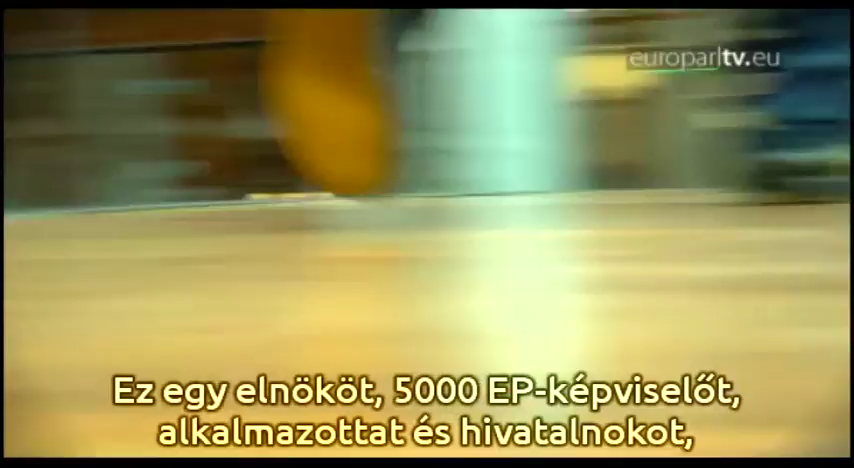 europarltv.eu
Ez egy elnököt, 5000 EP-képviselőt,
alkalmazottat és hivatalnokot,